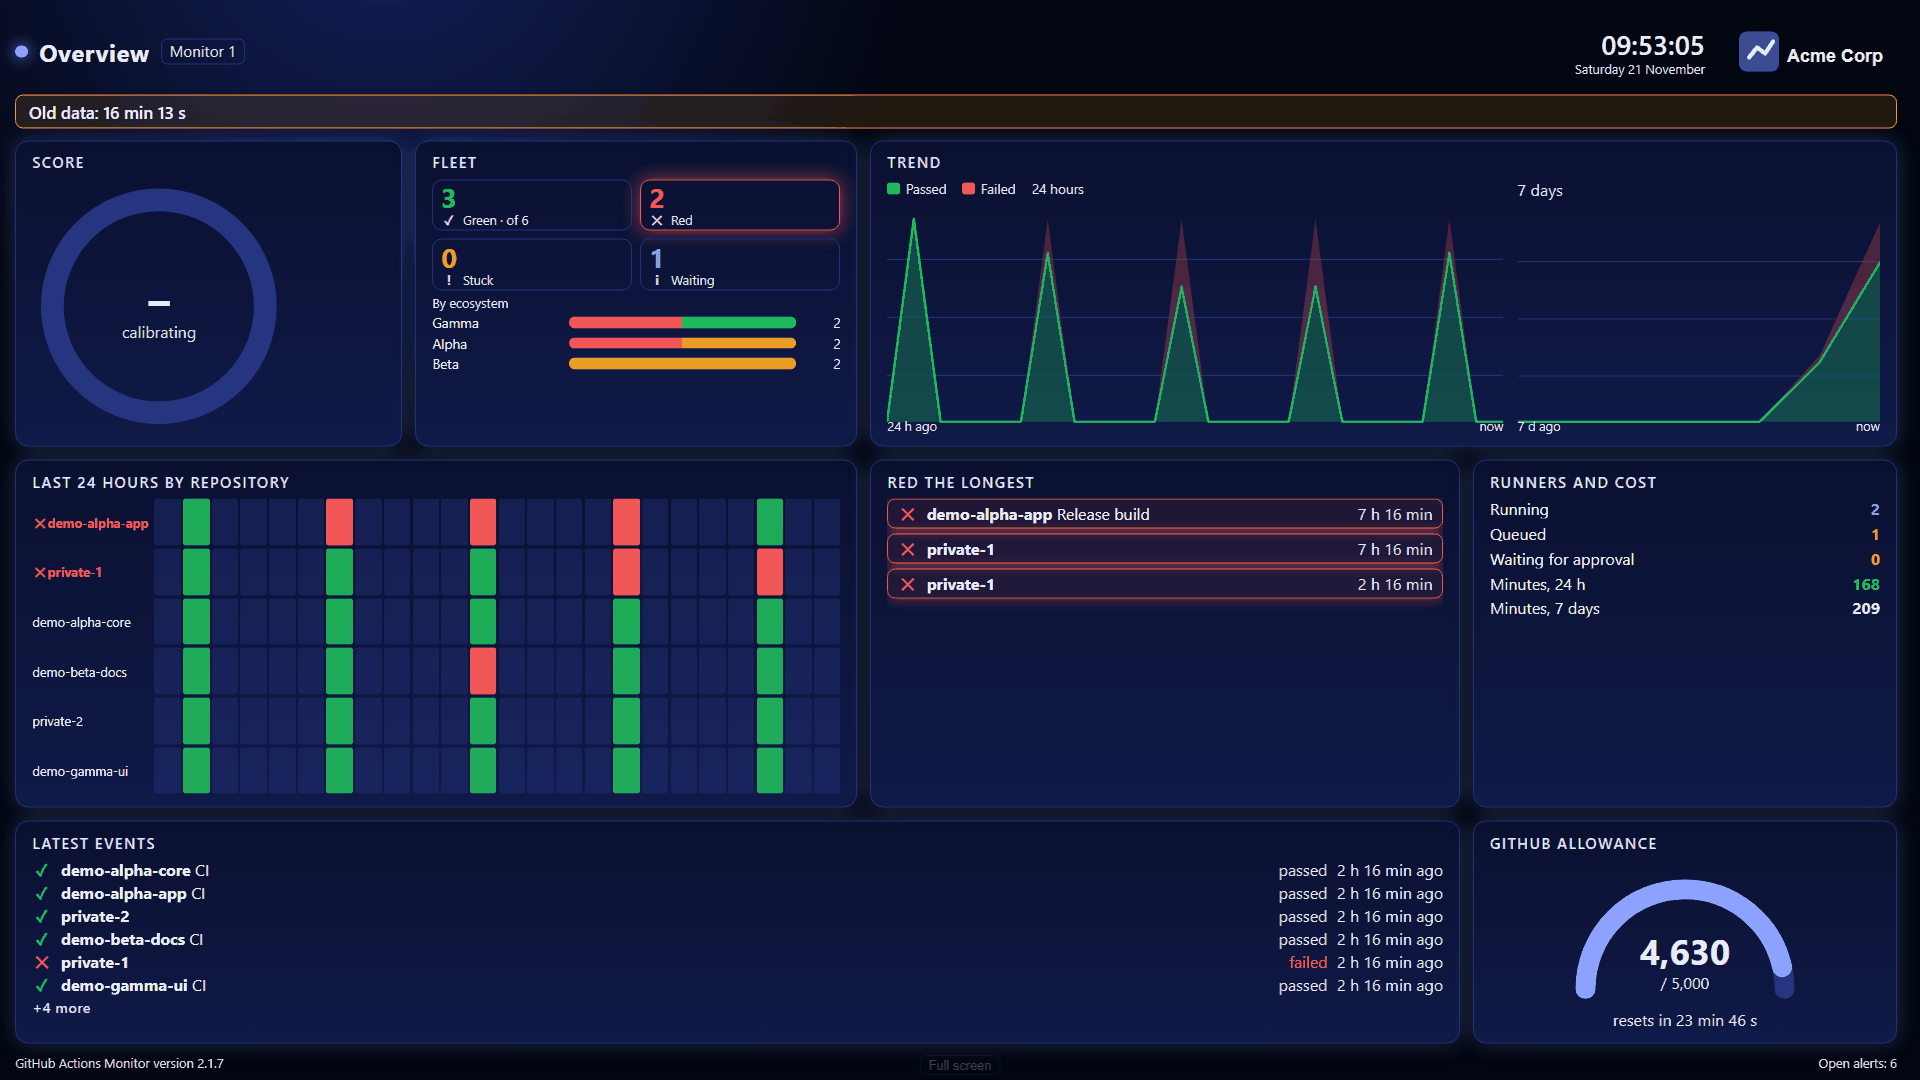 Overview
Monitor 1
09:53:05
Saturday 21 November
Acme Corp
Old data: 16 min 13 s
SCORE
–
calibrating
FLEET
3
✓ Green · of 6
2
✕ Red
0
! Stuck
1
i Waiting
By ecosystem
Gamma 2
Alpha 2
Beta 2
TREND
Passed Failed 24 hours
7 days
24 h ago now
7 d ago now
LAST 24 HOURS BY REPOSITORY
✕demo-alpha-app
✕private-1
demo-alpha-core
demo-beta-docs
private-2
demo-gamma-ui
RED THE LONGEST
✕ demo-alpha-app Release build 7 h 16 min
✕ private-1 7 h 16 min
✕ private-1 2 h 16 min
RUNNERS AND COST
Running 2
Queued 1
Waiting for approval 0
Minutes, 24 h 168
Minutes, 7 days 209
LATEST EVENTS
✓ demo-alpha-core CI passed 2 h 16 min ago
✓ demo-alpha-app CI passed 2 h 16 min ago
✓ private-2 passed 2 h 16 min ago
✓ demo-beta-docs CI passed 2 h 16 min ago
✕ private-1 failed 2 h 16 min ago
✓ demo-gamma-ui CI passed 2 h 16 min ago
+4 more
GITHUB ALLOWANCE
4,630
/ 5,000
resets in 23 min 46 s
GitHub Actions Monitor version 2.1.7
Full screen
Open alerts: 6